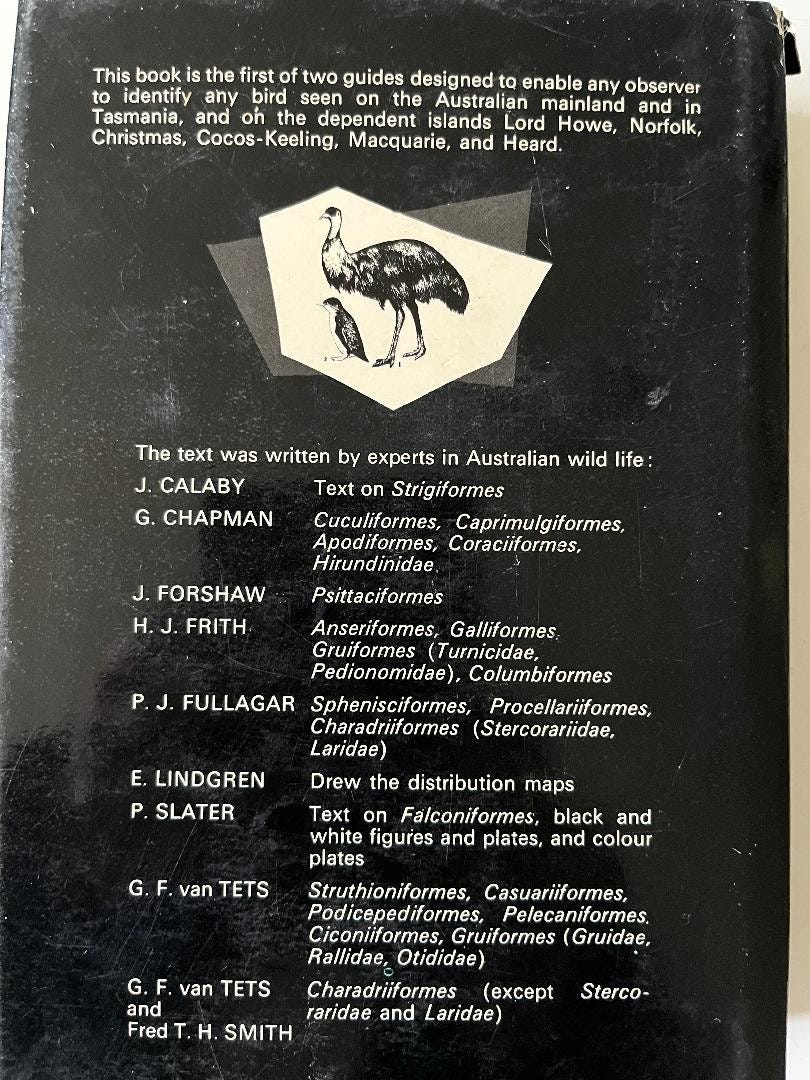 This book is the first of two guides designed to enable any observer
to identify any bird seen on the Australian mainland and in
Tasmania, and on the dependent islands Lord Howe, Norfolk,
Christmas, Cocos-Keeling, Macquarie, and Heard.
The text was written by experts in Australian wild life:
J. CALABY Text on Strigiformes
G. CHAPMAN Cuculiformes, Caprimulgiformes,
Apodiformes, Coraciiformes,
Hirundinidae.
J. FORSHAW Psittaciformes
H. J. FRITH Anseriformes, Galliformes.
Gruiformes (Turnicidae,
Pedionomidae), Columbiformes
P. J. FULLAGAR Sphenisciformes, Procellariiformes,
Charadriiformes (Stercorariidae,
Laridae)
E. LINDGREN Drew the distribution maps
P. SLATER Text on Falconiformes, black and
white figures and plates, and colour
plates
G. F. van TETS Struthioniformes, Casuariiformes,
Podicepediformes, Pelecaniformes,
Ciconiiformes, Gruiformes (Gruidae,
Rallidae, Otididae)
G. F. van TETS Charadriiformes (except Sterco-
and raridae and Laridae)
Fred T. H. SMITH